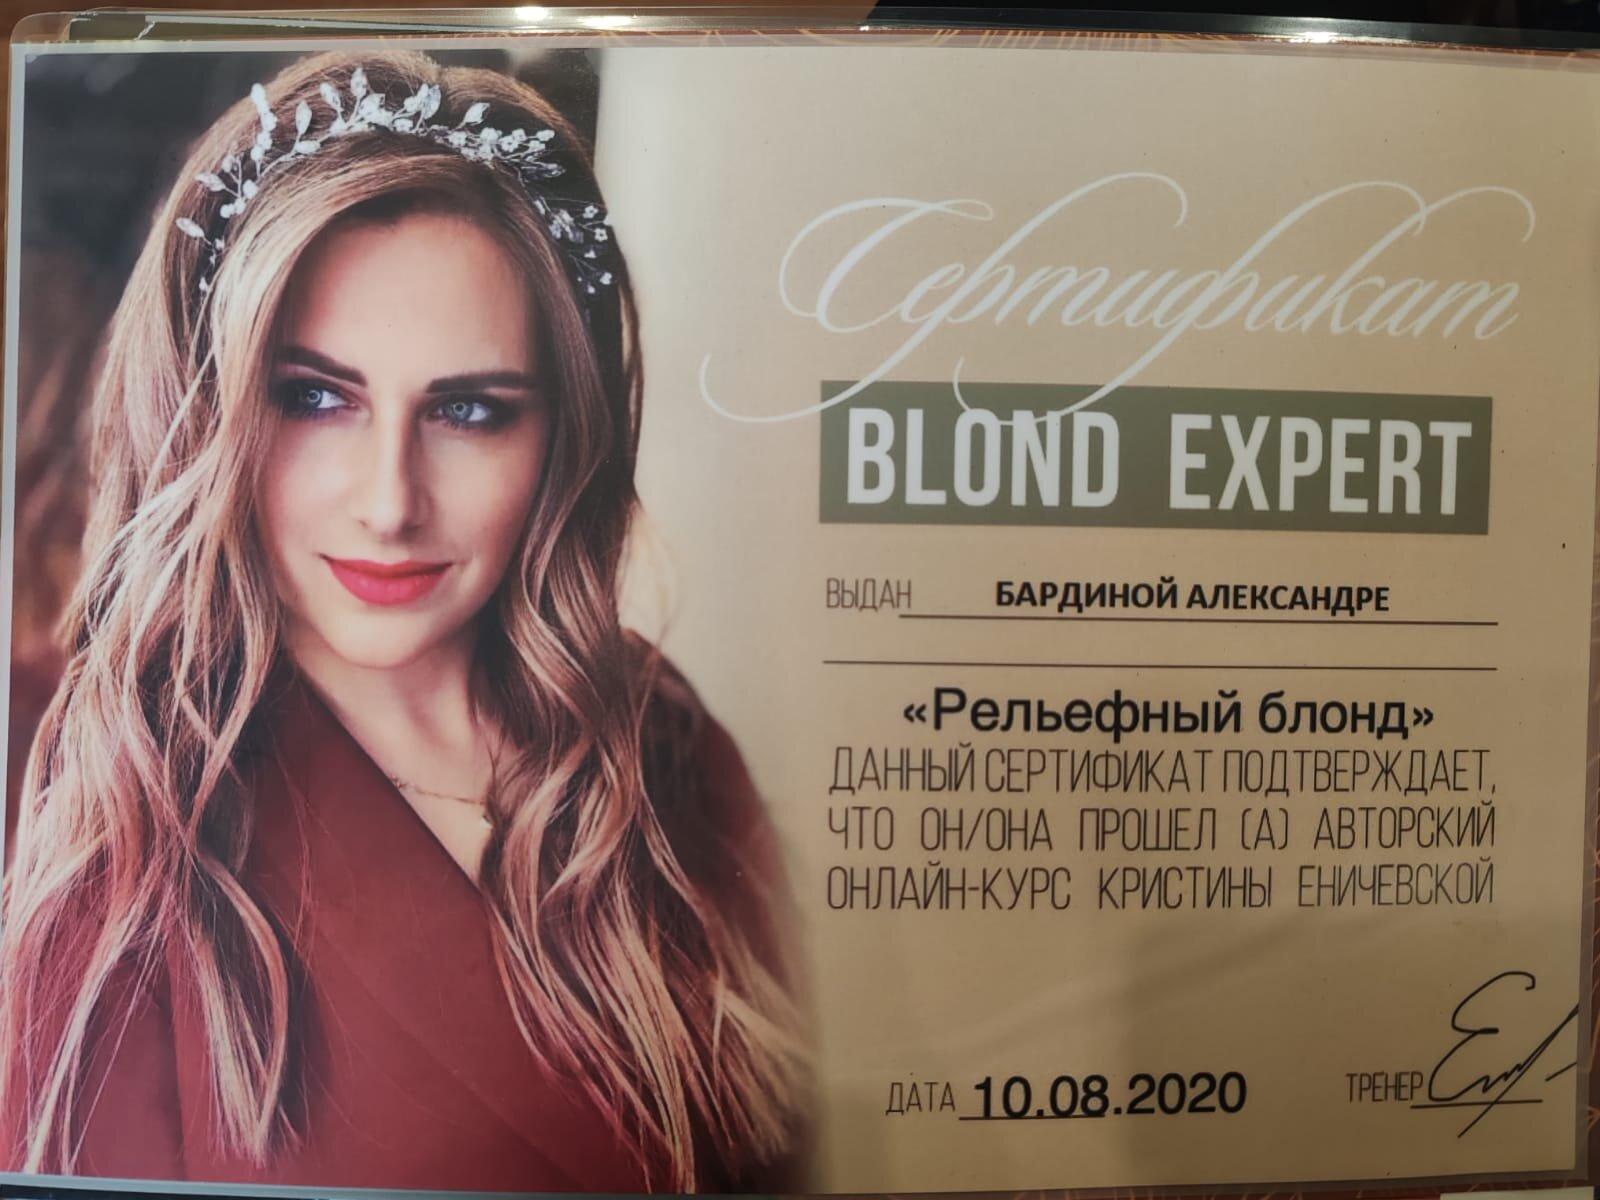 Сертификат
BLOND EXPERT
ВЫДАН БАРДИНОЙ АЛЕКСАНДРЕ
«Рельефный блонд»
ДАННЫЙ СЕРТИФИКАТ ПОДТВЕРЖДАЕТ,
ЧТО ОН/ОНА ПРОШЕЛ (А) АВТОРСКИЙ
ОНЛАЙН-КУРС КРИСТИНЫ ЕНИЧЕВСКОЙ
ДАТА 10.08.2020 ТРЕНЕР